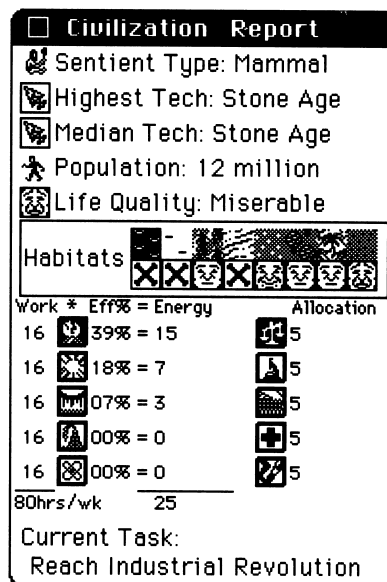 Civilization Report
Sentient Type: Mammal
Highest Tech: Stone Age
Median Tech: Stone Age
Population: 12 million
Life Quality: Miserable
Habitats
Work * Eff% = Energy Allocation
16 39% = 15 5
16 18% = 7 5
16 07% = 3 5
16 00% = 0 5
16 00% = 0 5
80hrs/wk 25
Current Task:
Reach Industrial Revolution